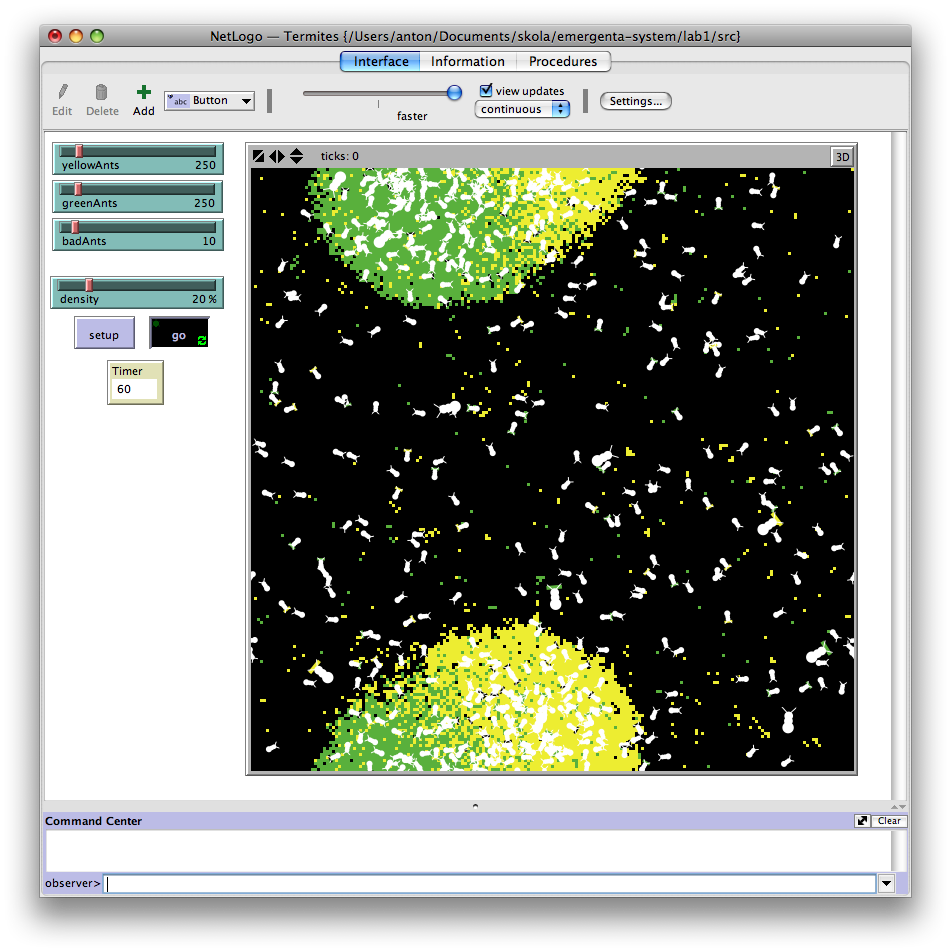 NetLogo — Termites {/Users/anton/Documents/skola/emergenta-system/lab1/src}
Interface Information Procedures
Edit Delete Add abc Button faster view updates continuous Settings...
yellowAnts 250
greenAnts 250
badAnts 10
density 20 %
setup go
Timer
60
ticks: 0 3D
Command Center Clear
observer>